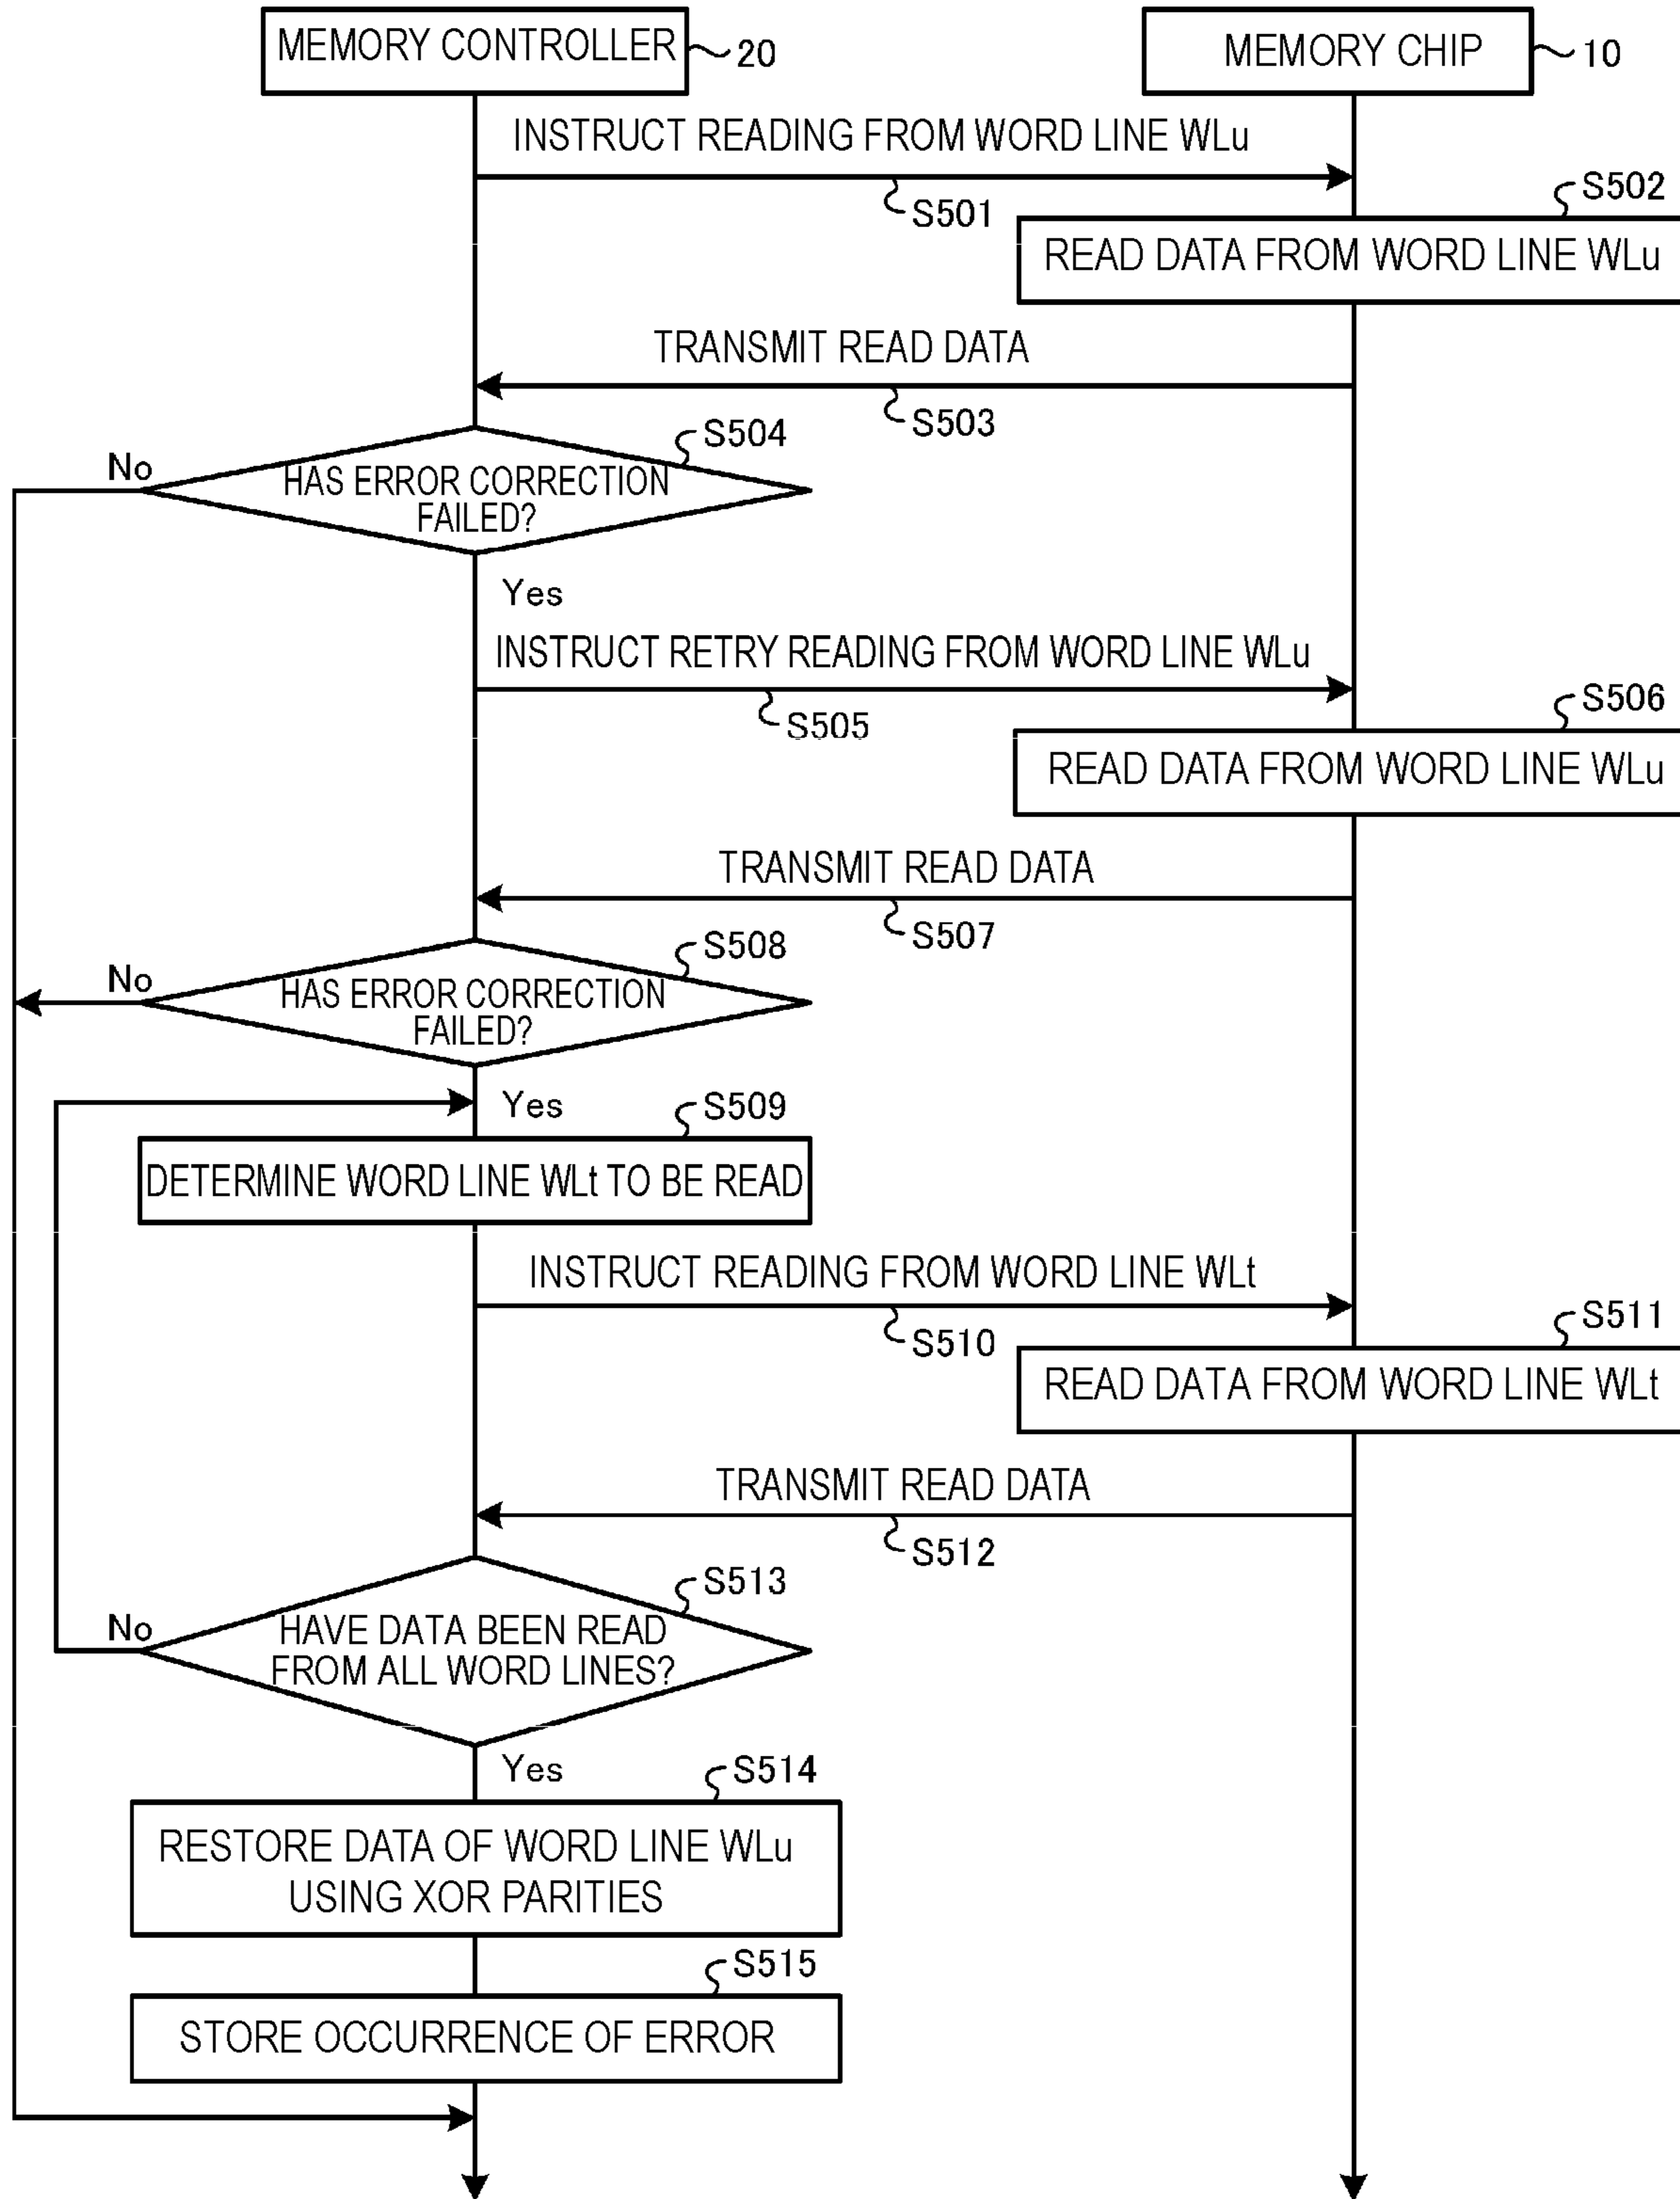 MEMORY CONTROLLER
20
MEMORY CHIP
10
INSTRUCT READING FROM WORD LINE WLu
S501
S502
READ DATA FROM WORD LINE WLu
TRANSMIT READ DATA
S503
S504
No
HAS ERROR CORRECTION
FAILED?
Yes
INSTRUCT RETRY READING FROM WORD LINE WLu
S505
S506
READ DATA FROM WORD LINE WLu
TRANSMIT READ DATA
S507
S508
No
HAS ERROR CORRECTION
FAILED?
Yes
S509
DETERMINE WORD LINE WLt TO BE READ
INSTRUCT READING FROM WORD LINE WLt
S510
S511
READ DATA FROM WORD LINE WLt
TRANSMIT READ DATA
S512
S513
No
HAVE DATA BEEN READ
FROM ALL WORD LINES?
Yes
S514
RESTORE DATA OF WORD LINE WLu
USING XOR PARITIES
S515
STORE OCCURRENCE OF ERROR